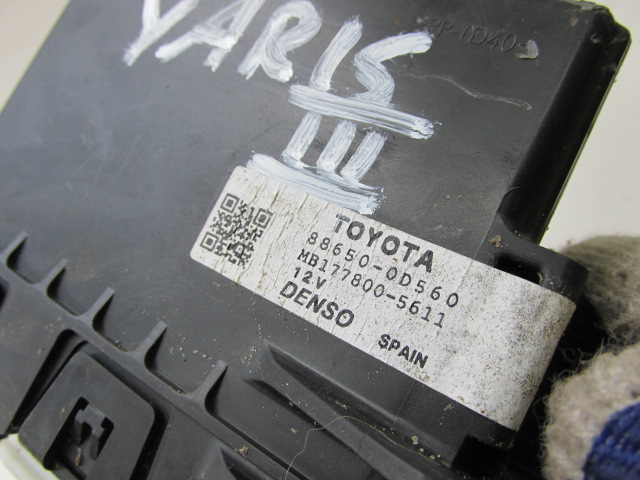 YARIS
III
TOYOTA
88650-0D560
MB177800-5611
12V
DENSO
SPAIN